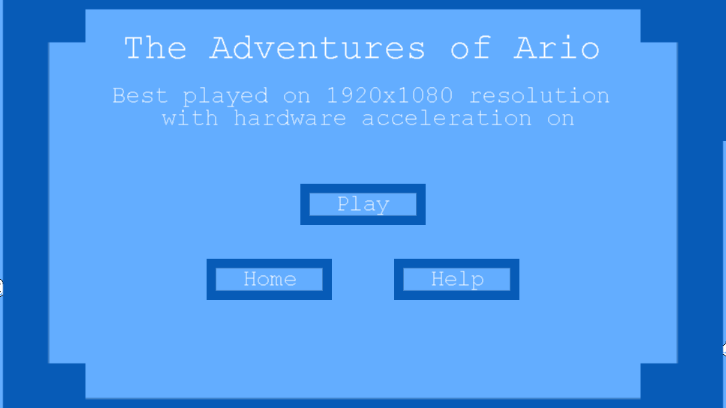 The Adventures of Ario
Best played on 1920x1080 resolution
with hardware acceleration on
Play
Home
Help